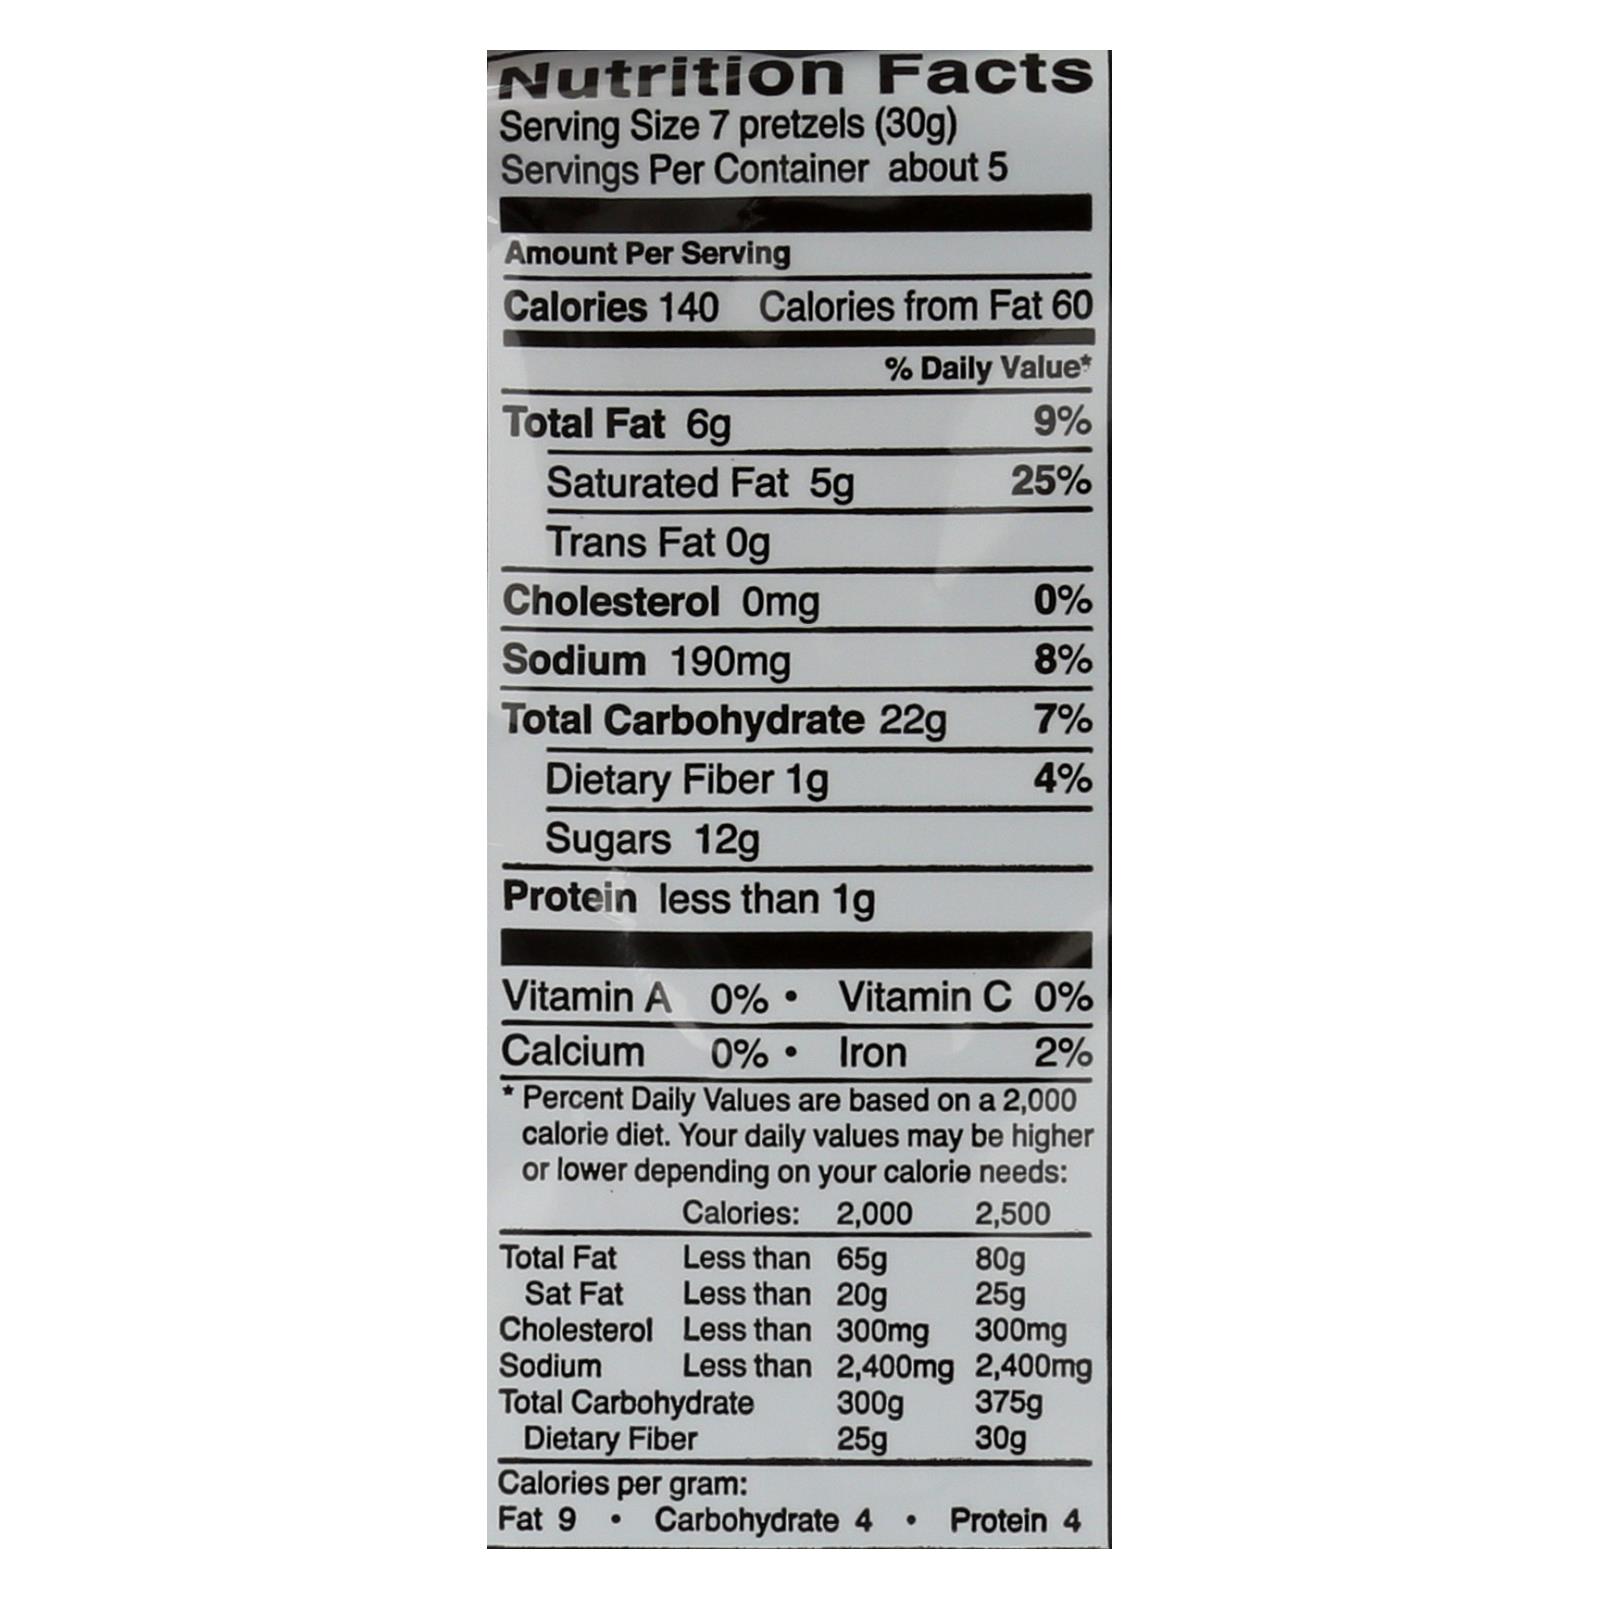 Nutrition Facts
Serving Size 7 pretzels (30g)
Servings Per Container about 5
Amount Per Serving
Calories 140 Calories from Fat 60
% Daily Value*
Total Fat 6g 9%
Saturated Fat 5g 25%
Trans Fat 0g
Cholesterol 0mg 0%
Sodium 190mg 8%
Total Carbohydrate 22g 7%
Dietary Fiber 1g 4%
Sugars 12g
Protein less than 1g
Vitamin A 0% • Vitamin C 0%
Calcium 0% • Iron 2%
* Percent Daily Values are based on a 2,000
calorie diet. Your daily values may be higher
or lower depending on your calorie needs:
Calories: 2,000 2,500
Total Fat Less than 65g 80g
Sat Fat Less than 20g 25g
Cholesterol Less than 300mg 300mg
Sodium Less than 2,400mg 2,400mg
Total Carbohydrate 300g 375g
Dietary Fiber 25g 30g
Calories per gram:
Fat 9 • Carbohydrate 4 • Protein 4